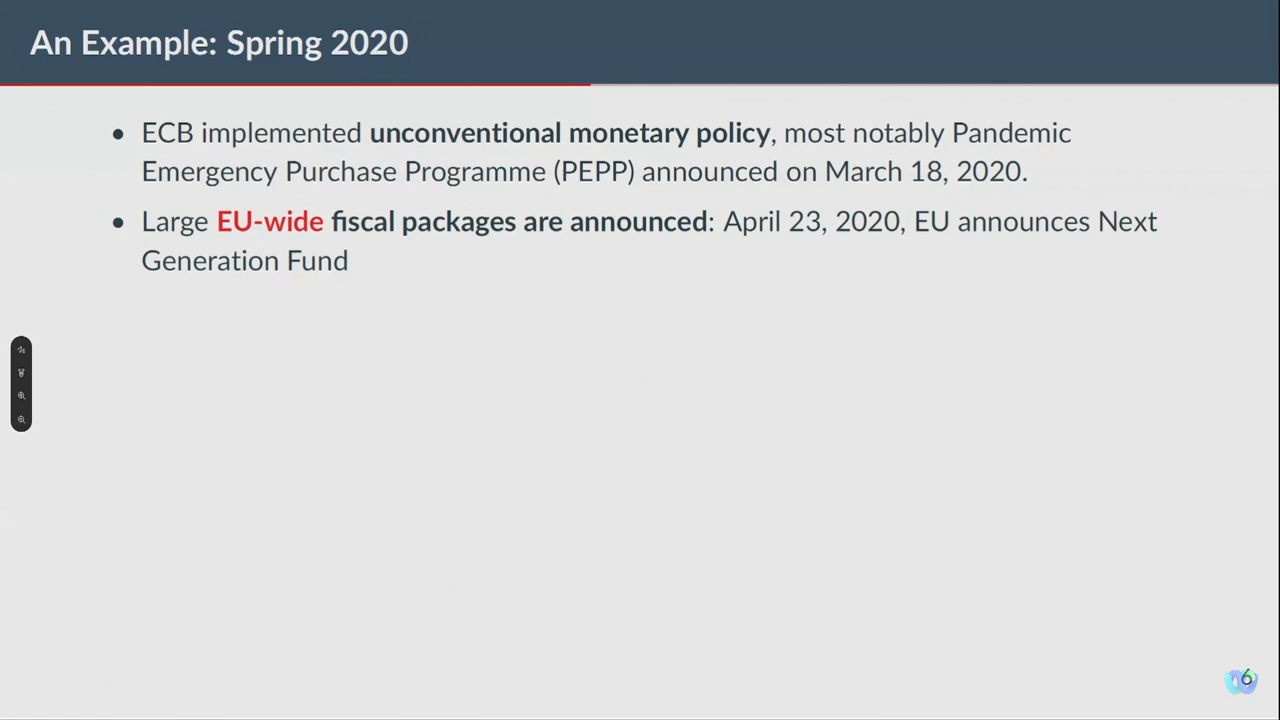 An Example: Spring 2020
• ECB implemented unconventional monetary policy, most notably Pandemic
Emergency Purchase Programme (PEPP) announced on March 18, 2020.
• Large EU-wide fiscal packages are announced: April 23, 2020, EU announces Next
Generation Fund
6